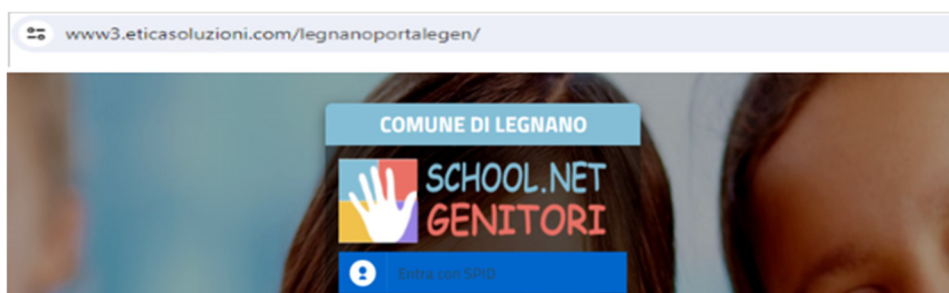 www3.eticasoluzioni.com/legnanoportalegen/
COMUNE DI LEGNANO
SCHOOL.NET
GENITORI
Entra con SPID